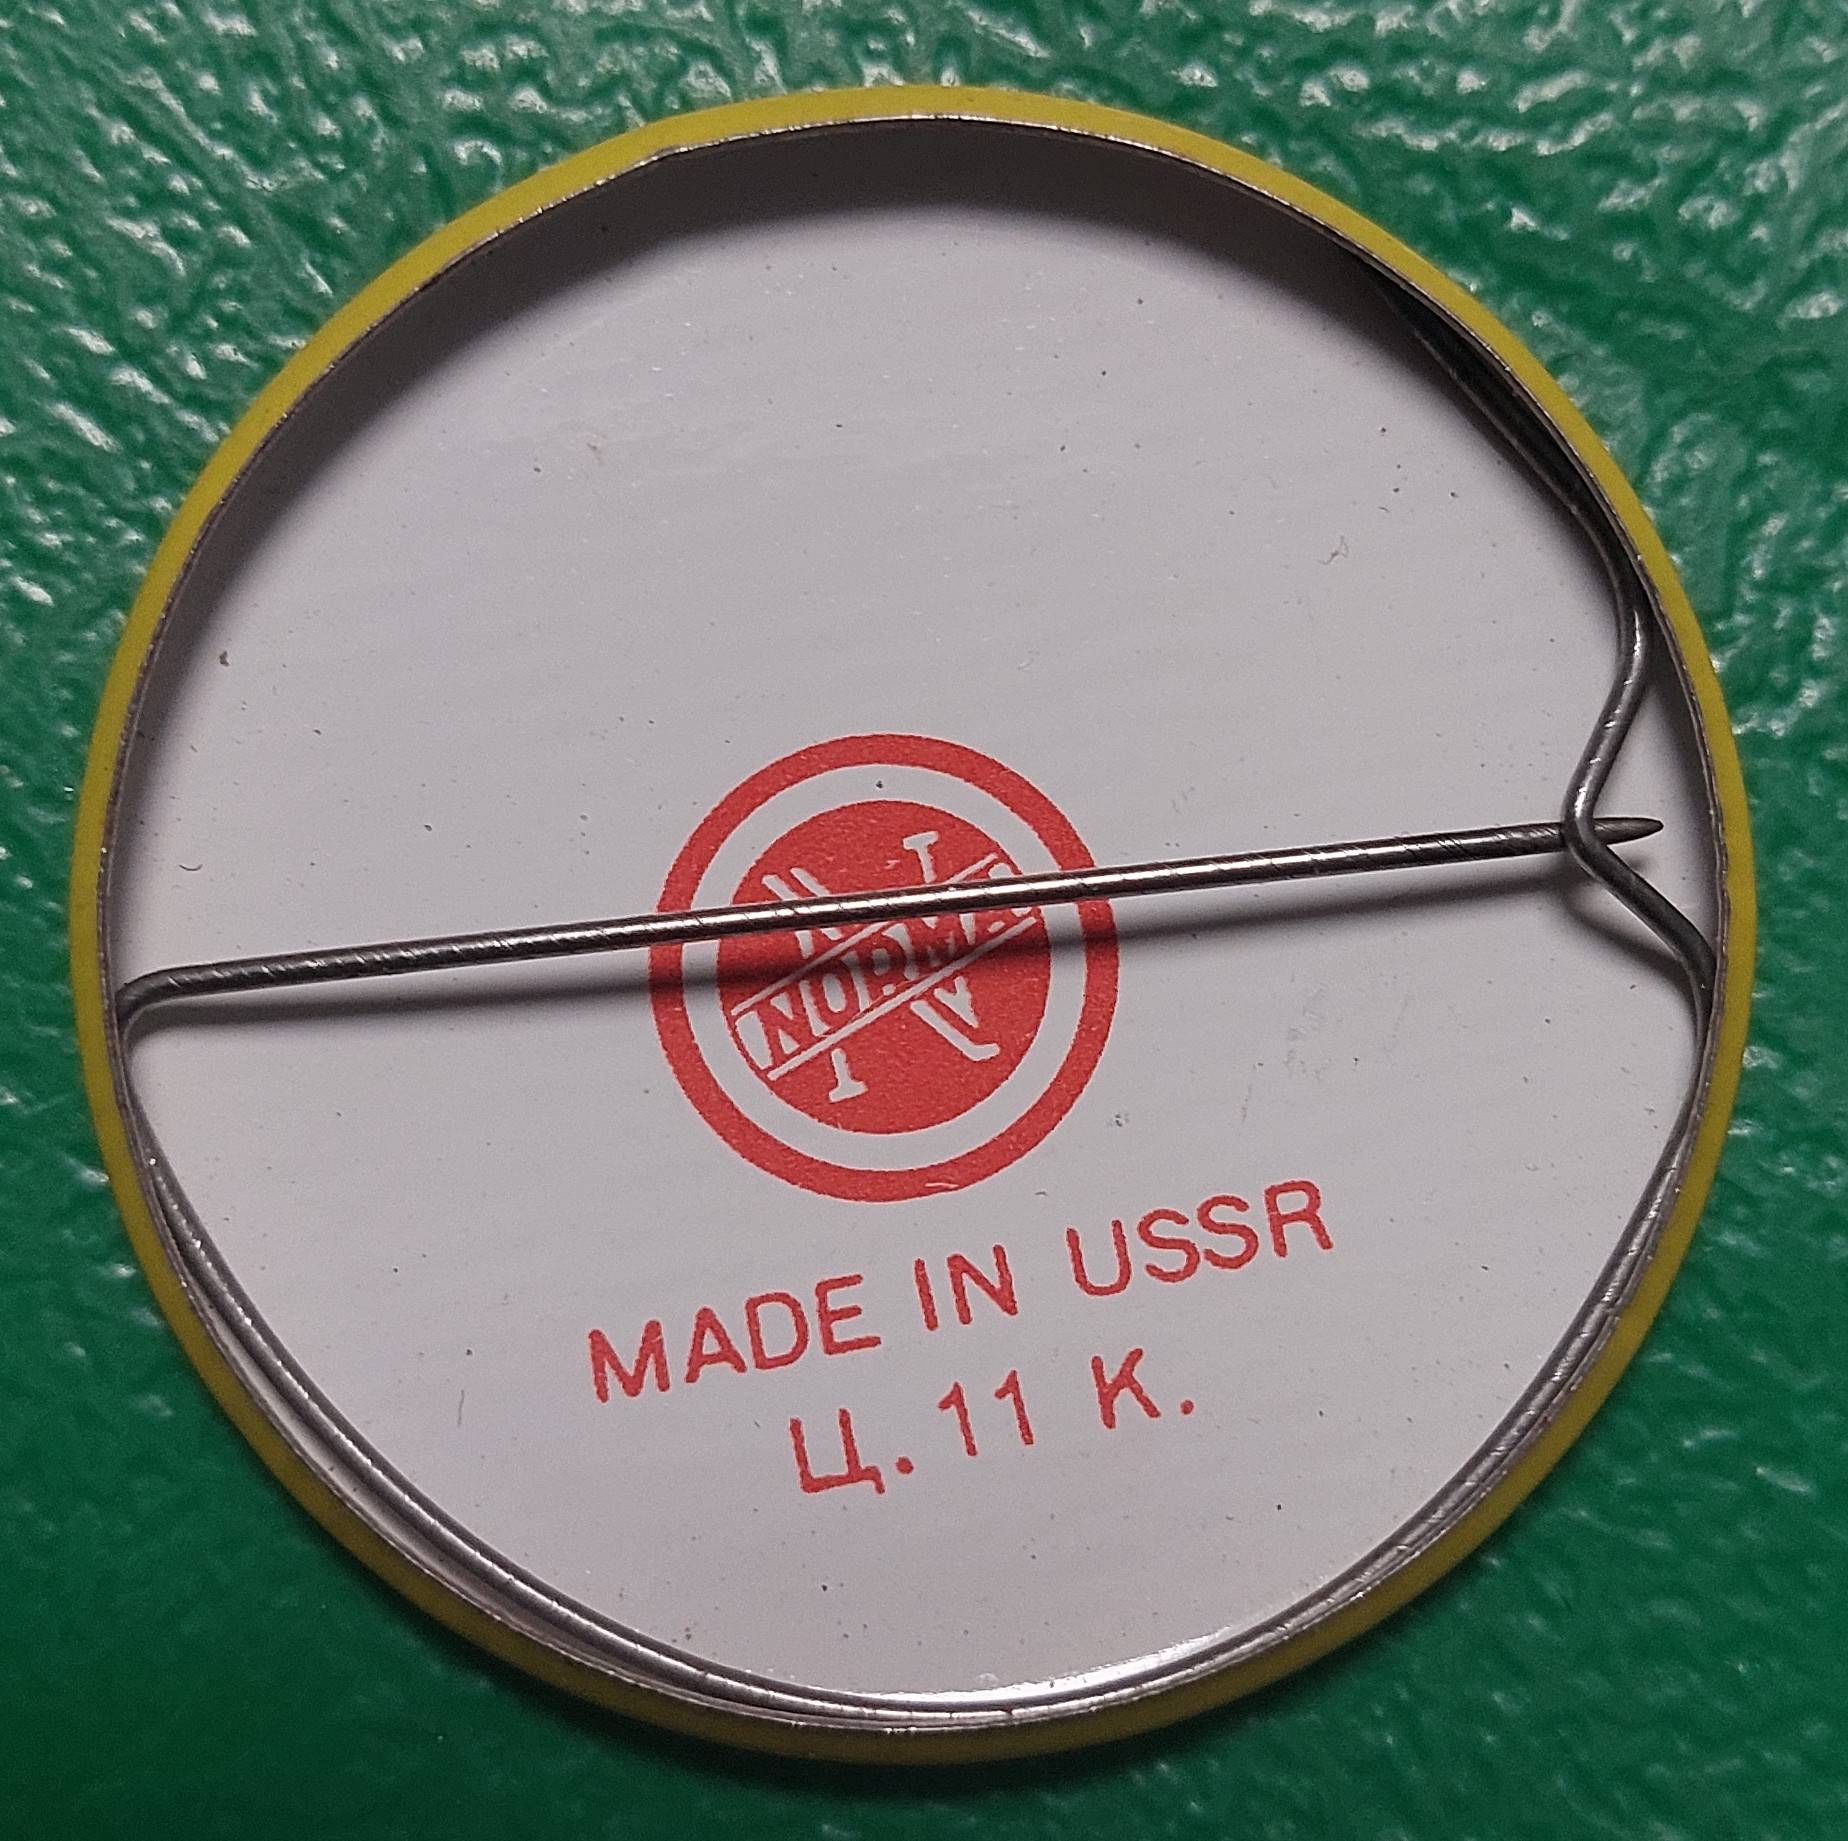 NORMA
MADE IN USSR
Ц. 11 К.